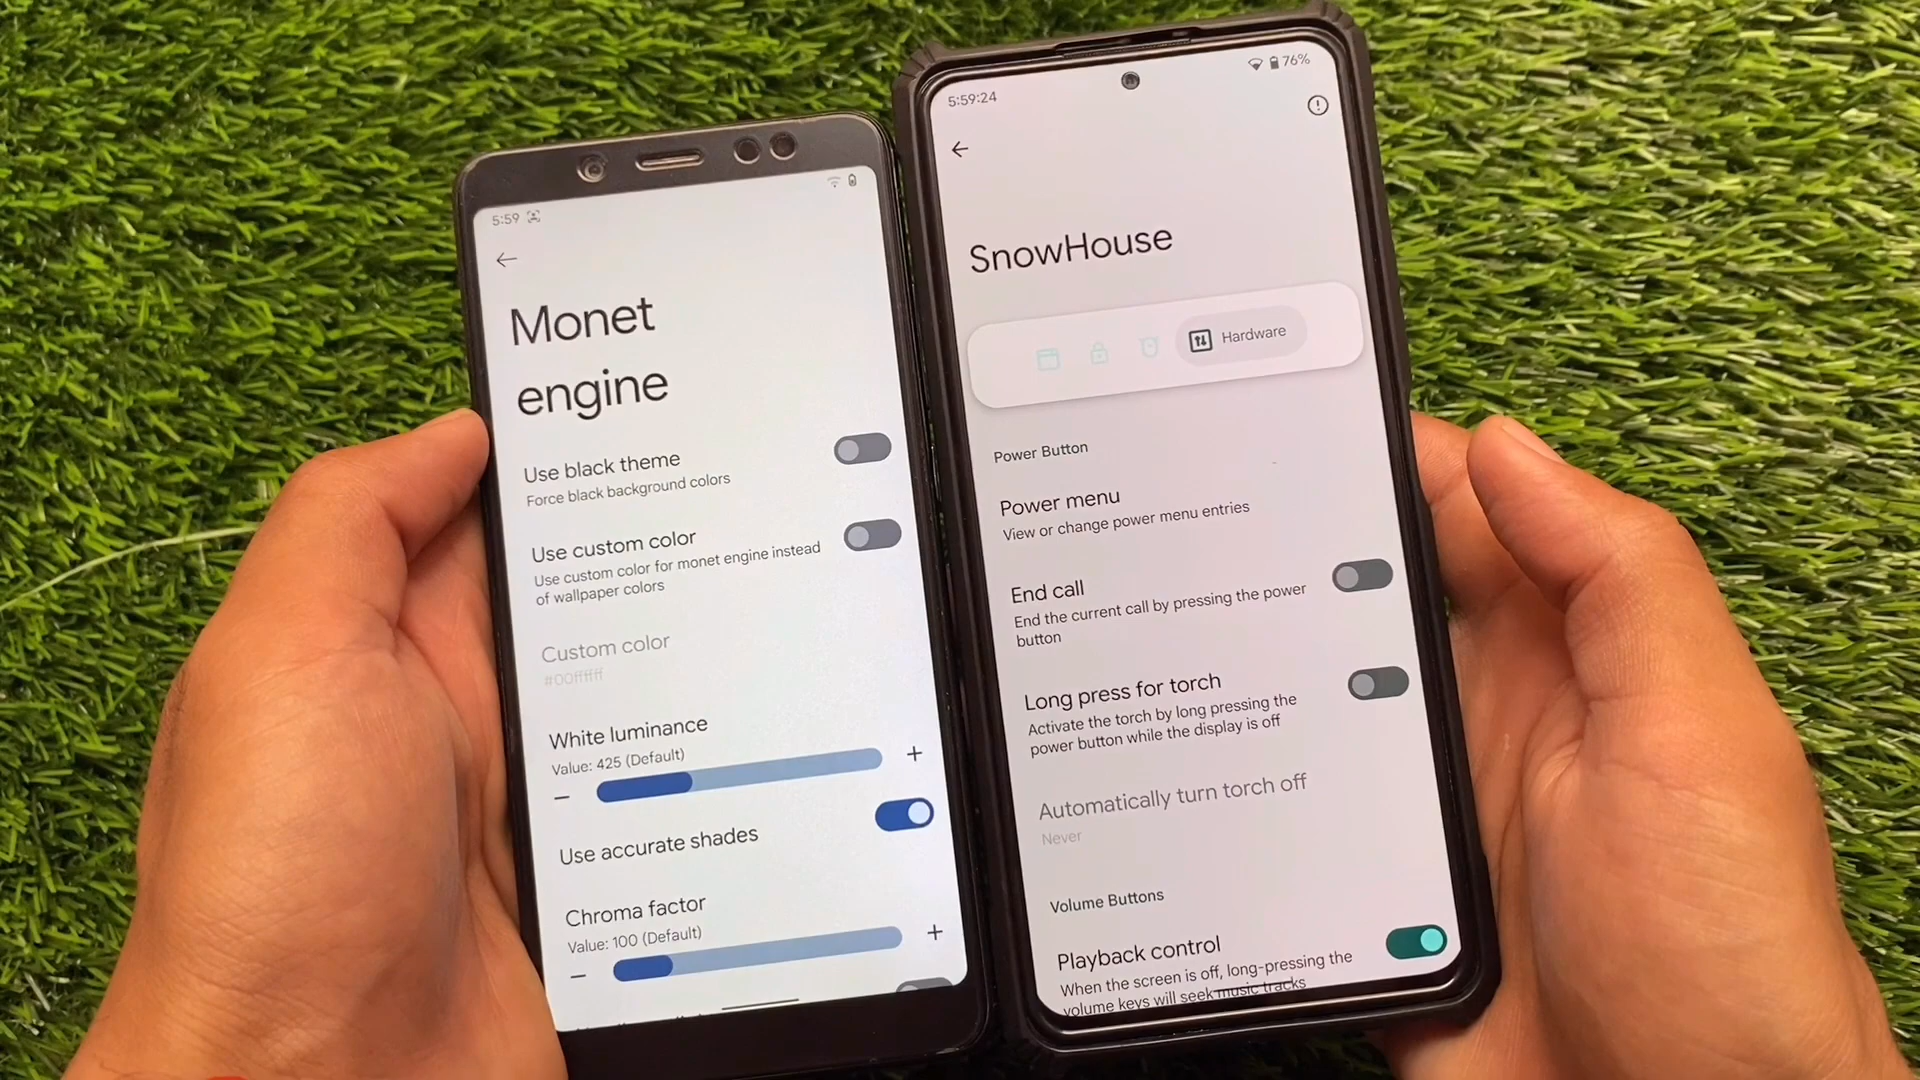 5:59
Monet
engine
Use black theme
Force black background colors
Use custom color
Use custom color for monet engine instead
of wallpaper colors
Custom color
#00ffffff
White luminance
Value: 425 (Default)
Use accurate shades
Chroma factor
Value: 100 (Default)
5:59:24
76%
SnowHouse
Hardware
Power Button
Power menu
View or change power menu entries
End call
End the current call by pressing the power
button
Long press for torch
Activate the torch by long pressing the
power button while the display is off
Automatically turn torch off
Never
Volume Buttons
Playback control
When the screen is off, long-pressing the
volume keys will seek music tracks